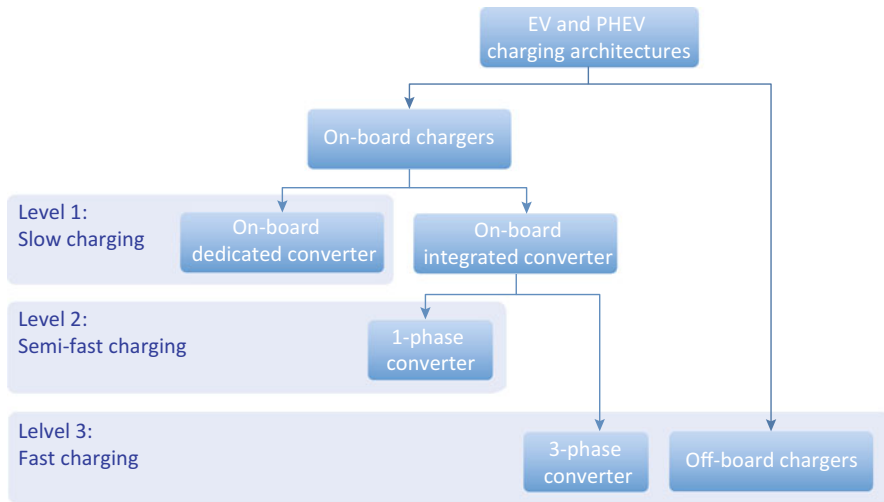 EV and PHEV
charging architectures
On-board chargers
Level 1:
Slow charging
On-board
dedicated converter
On-board
integrated converter
Level 2:
Semi-fast charging
1-phase
converter
Lelvel 3:
Fast charging
3-phase
converter
Off-board chargers